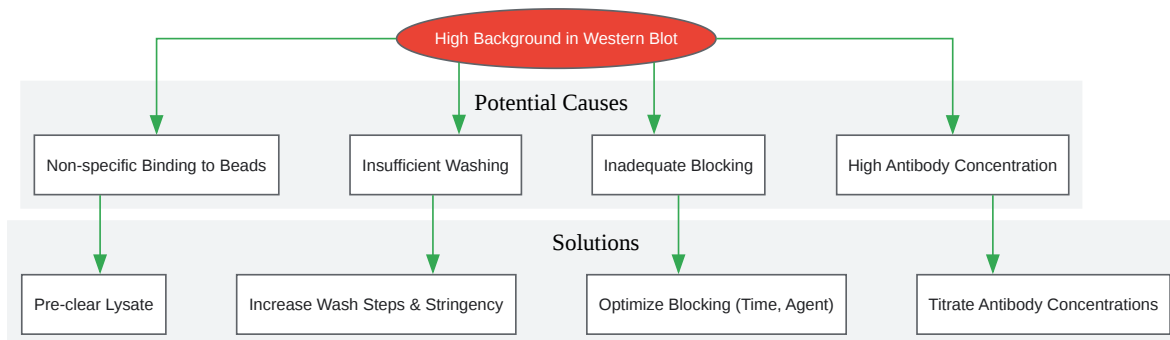 High Background in Western Blot
Potential Causes
Non-specific Binding to Beads
Insufficient Washing
Inadequate Blocking
High Antibody Concentration
Solutions
Pre-clear Lysate
Increase Wash Steps & Stringency
Optimize Blocking (Time, Agent)
Titrate Antibody Concentrations